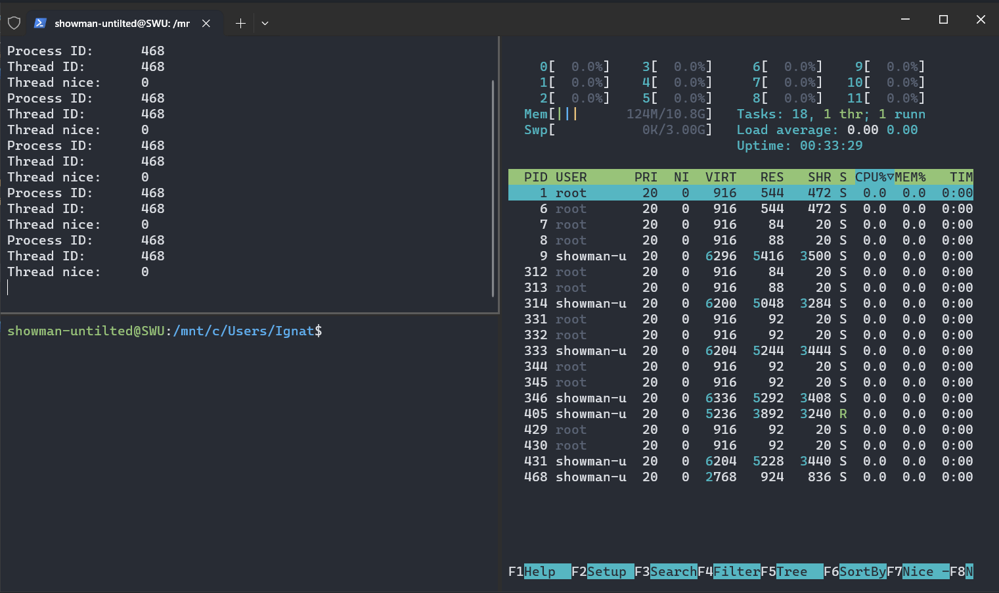 showman-untilted@SWU: /mr
Process ID: 468
Thread ID: 468
Thread nice: 0
Process ID: 468
Thread ID: 468
Thread nice: 0
Process ID: 468
Thread ID: 468
Thread nice: 0
Process ID: 468
Thread ID: 468
Thread nice: 0
Process ID: 468
Thread ID: 468
Thread nice: 0
showman-untilted@SWU:/mnt/c/Users/Ignat$
0[ 0.0%] 3[ 0.0%] 6[ 0.0%] 9[ 0.0%]
1[ 0.0%] 4[ 0.0%] 7[ 0.0%] 10[ 0.0%]
2[ 0.0%] 5[ 0.0%] 8[ 0.0%] 11[ 0.0%]
Mem[||| 124M/10.8G] Tasks: 18, 1 thr; 1 runn
Swp[ 0K/3.00G] Load average: 0.00 0.00
Uptime: 00:33:29
PID USER PRI NI VIRT RES SHR S CPU%▽MEM% TIM
1 root 20 0 916 544 472 S 0.0 0.0 0:00
6 root 20 0 916 544 472 S 0.0 0.0 0:00
7 root 20 0 916 84 20 S 0.0 0.0 0:00
8 root 20 0 916 88 20 S 0.0 0.0 0:00
9 showman-u 20 0 6296 5416 3500 S 0.0 0.0 0:00
312 root 20 0 916 84 20 S 0.0 0.0 0:00
313 root 20 0 916 88 20 S 0.0 0.0 0:00
314 showman-u 20 0 6200 5048 3284 S 0.0 0.0 0:00
331 root 20 0 916 92 20 S 0.0 0.0 0:00
332 root 20 0 916 92 20 S 0.0 0.0 0:00
333 showman-u 20 0 6204 5244 3444 S 0.0 0.0 0:00
344 root 20 0 916 92 20 S 0.0 0.0 0:00
345 root 20 0 916 92 20 S 0.0 0.0 0:00
346 showman-u 20 0 6336 5292 3408 S 0.0 0.0 0:00
405 showman-u 20 0 5236 3892 3240 R 0.0 0.0 0:00
429 root 20 0 916 92 20 S 0.0 0.0 0:00
430 root 20 0 916 92 20 S 0.0 0.0 0:00
431 showman-u 20 0 6204 5228 3440 S 0.0 0.0 0:00
468 showman-u 20 0 2768 924 836 S 0.0 0.0 0:00
F1Help F2Setup F3SearchF4FilterF5Tree F6SortByF7Nice -F8N